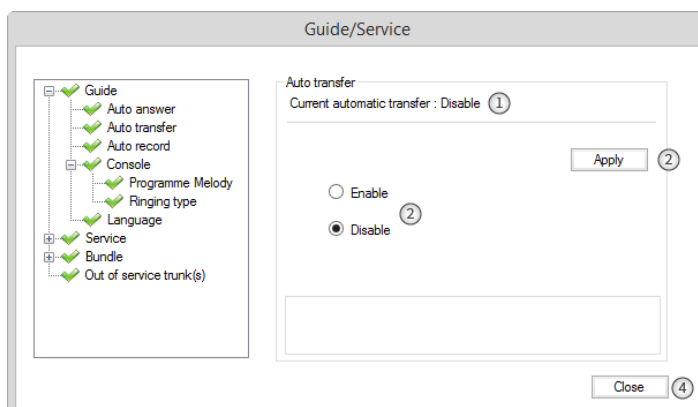 Guide/Service
Guide
Auto answer
Auto transfer
Auto record
Console
Programme Melody
Ringing type
Language
Service
Bundle
Out of service trunk(s)
Auto transfer
Current automatic transfer : Disable 1
Apply 2
Enable
2
Disable
Close 4